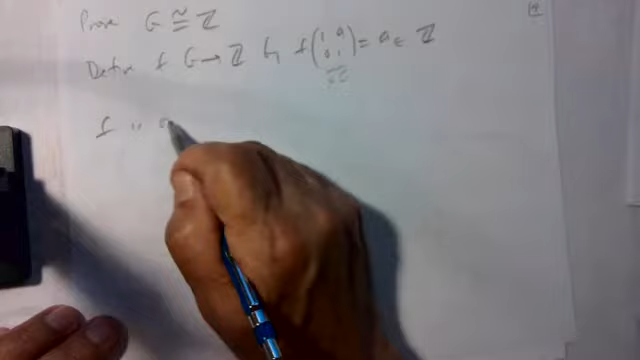 Prove G ≅ ℤ
Define f G → ℤ by f(1 a
0 1) = a ∈ ℤ
f is